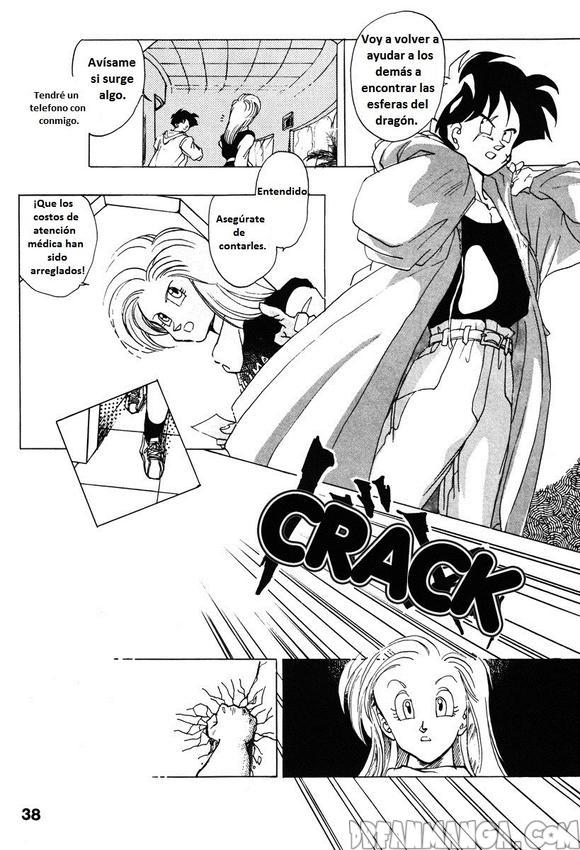 Voy a volver a
ayudar a los
demás a
encontrar las
esferas del
dragón.
Avísame
si surge
algo.
Tendré un
telefono con
conmigo.
Entendido
Asegúrate
de
contarles.
¡Que los
costos de
atención
médica han
sido
arreglados!
CRACK
38
DREANMANGA.COM